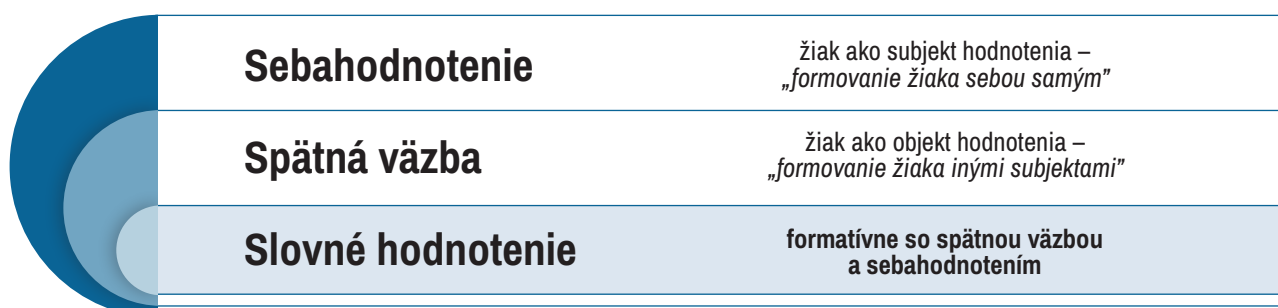 Sebahodnotenie
žiak ako subjekt hodnotenia –
„formovanie žiaka sebou samým”
Spätná väzba
žiak ako objekt hodnotenia –
„formovanie žiaka inými subjektami”
Slovné hodnotenie
formatívne so spätnou väzbou
a sebahodnotením